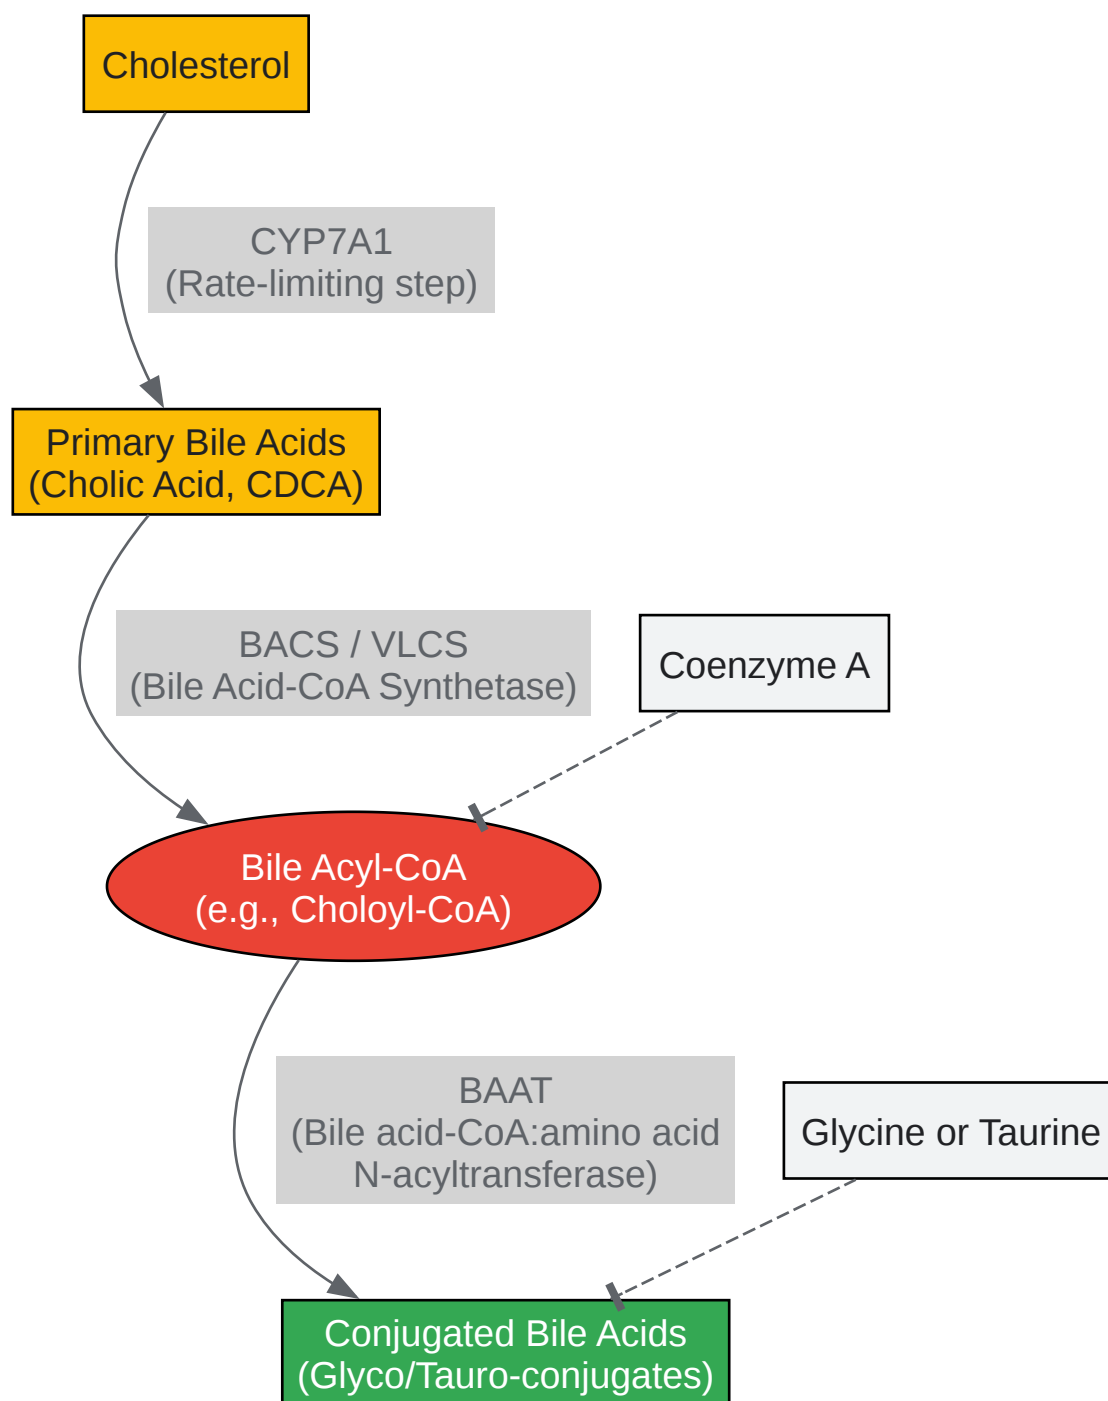 Cholesterol
CYP7A1
(Rate-limiting step)
Primary Bile Acids
(Cholic Acid, CDCA)
BACS / VLCS
(Bile Acid-CoA Synthetase)
Coenzyme A
Bile Acyl-CoA
(e.g., Choloyl-CoA)
BAAT
(Bile acid-CoA:amino acid
N-acyltransferase)
Glycine or Taurine
Conjugated Bile Acids
(Glyco/Tauro-conjugates)